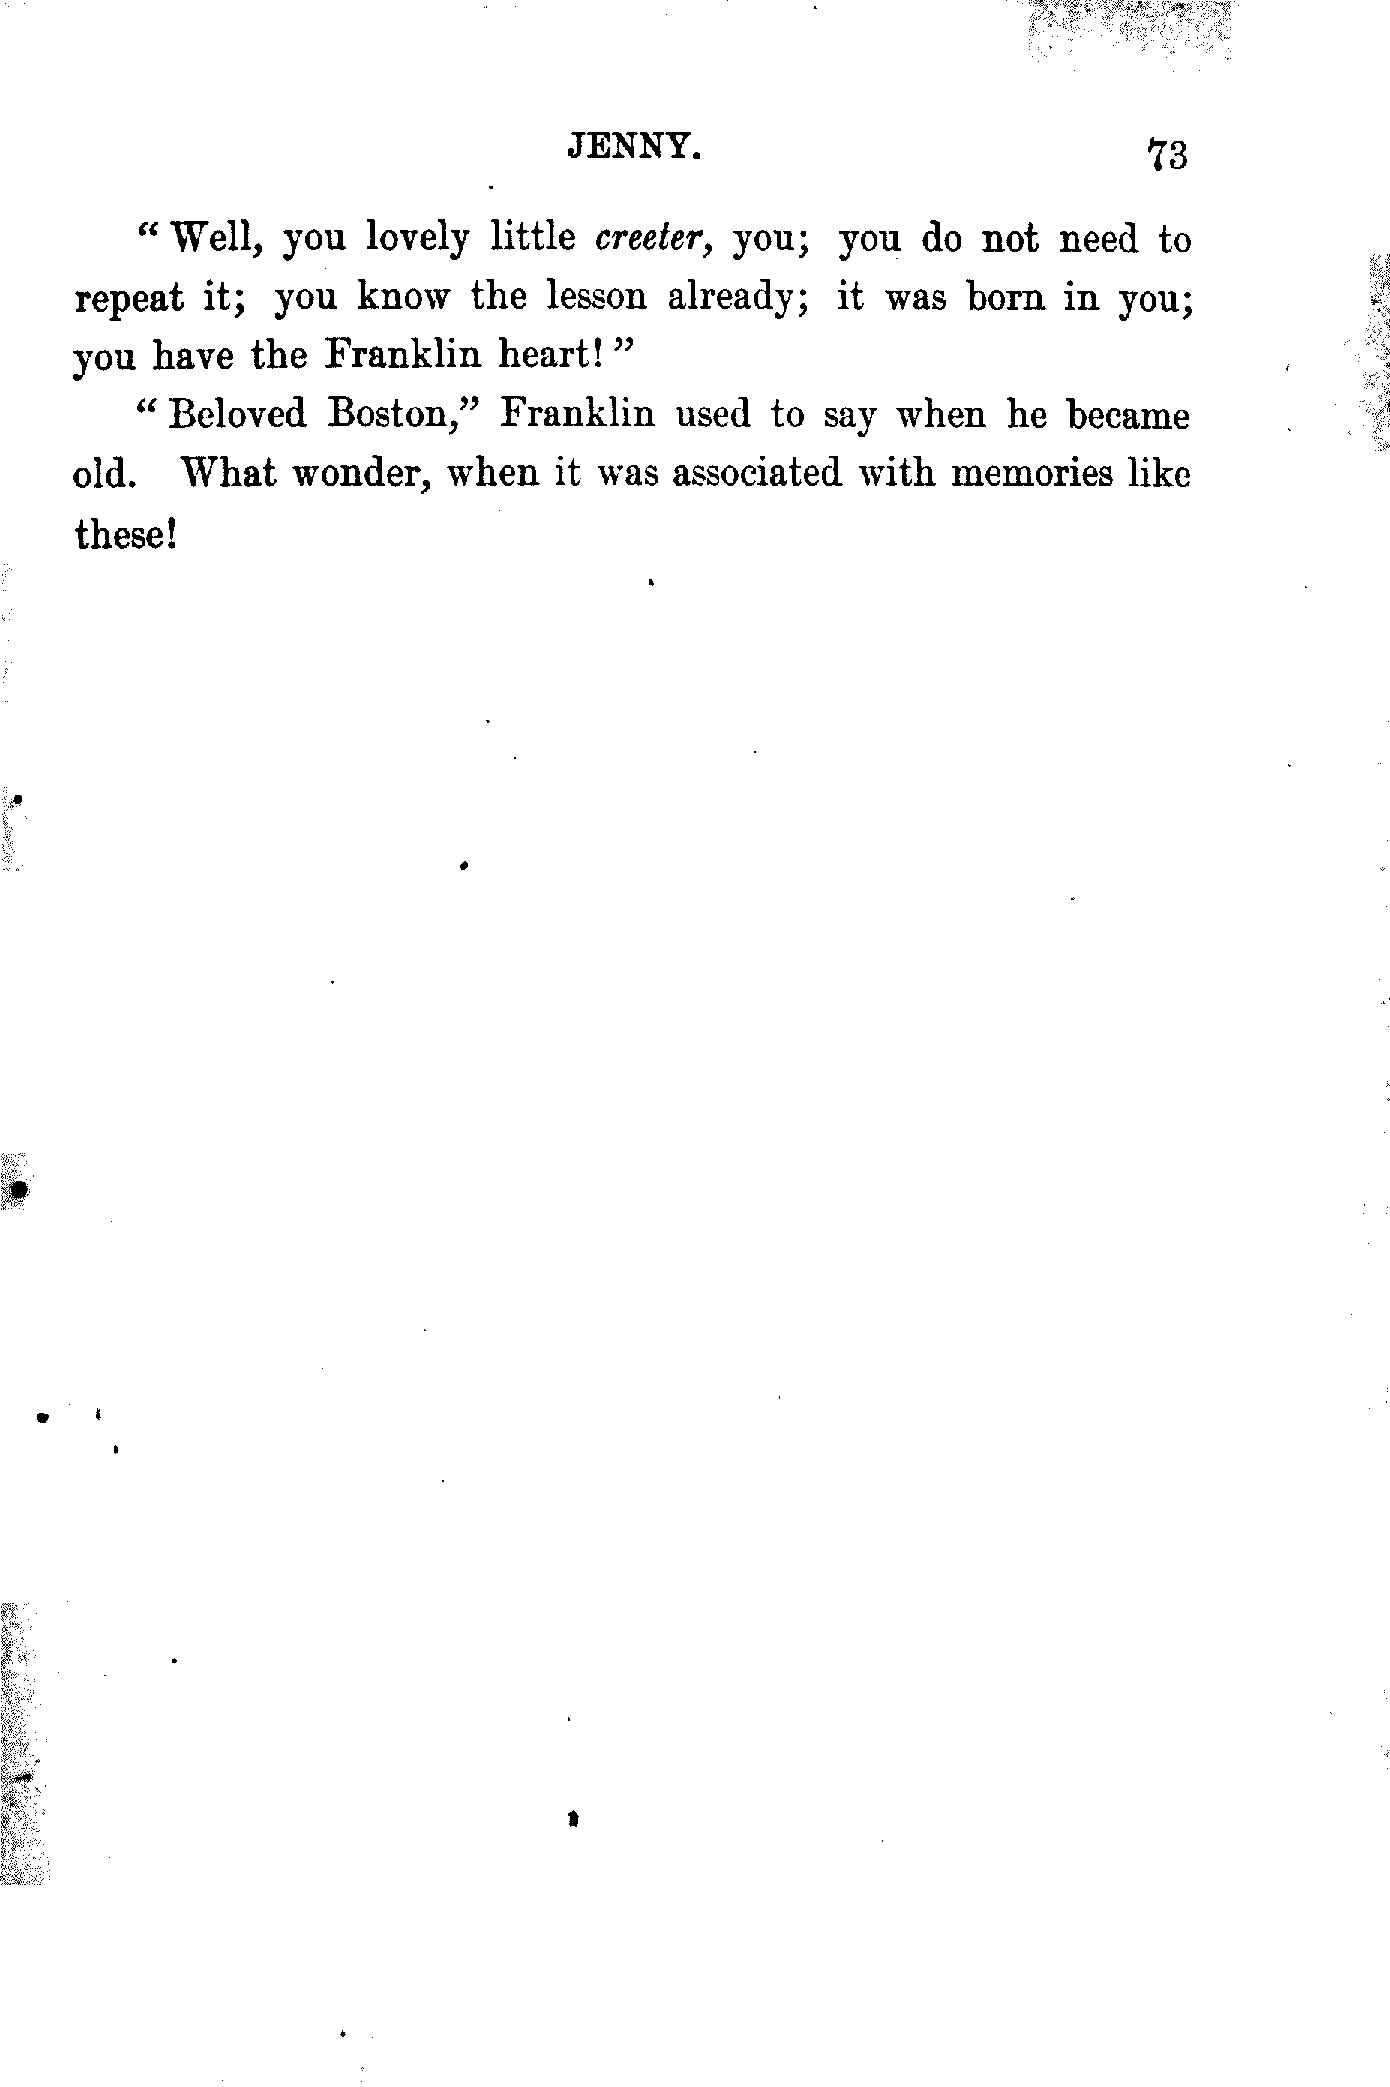 JENNY. 73
“Well, you lovely little creeter, you; you do not need to
repeat it; you know the lesson already; it was born in you;
you have the Franklin heart!”
“Beloved Boston,” Franklin used to say when he became
old. What wonder, when it was associated with memories like
these!